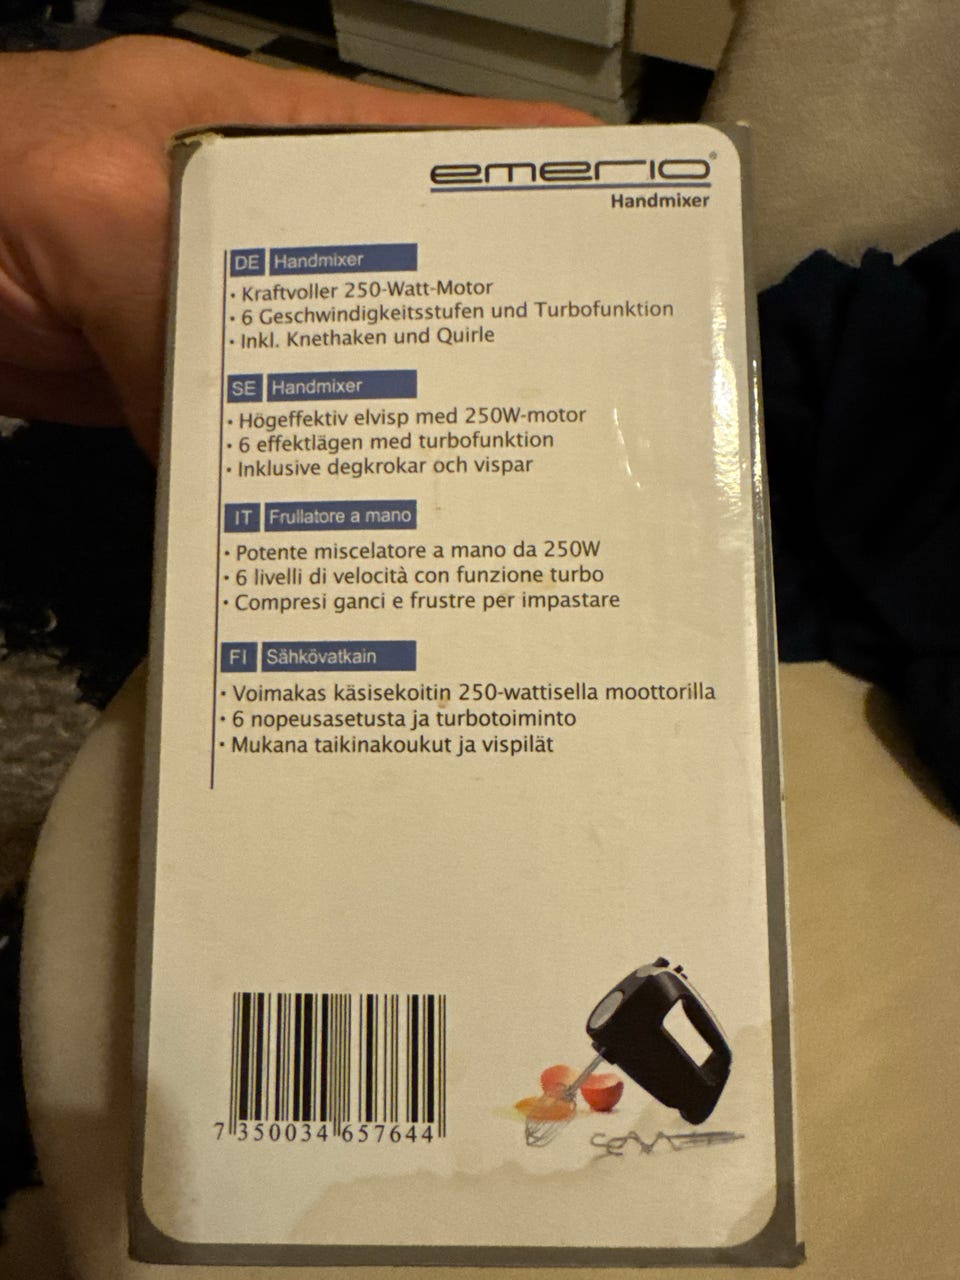 emerio®
Handmixer
DE Handmixer
• Kraftvoller 250-Watt-Motor
• 6 Geschwindigkeitsstufen und Turbofunktion
• Inkl. Knethaken und Quirle
SE Handmixer
• Högeffektiv elvisp med 250W-motor
• 6 effektlägen med turbofunktion
• Inklusive degkrokar och vispar
IT Frullatore a mano
• Potente miscelatore a mano da 250W
• 6 livelli di velocità con funzione turbo
• Compresi ganci e frustre per impastare
FI Sähkövatkain
• Voimakas käsisekoitin 250-wattisella moottorilla
• 6 nopeusasetusta ja turbotoiminto
• Mukana taikinakoukut ja vispilät
7 350034 657644